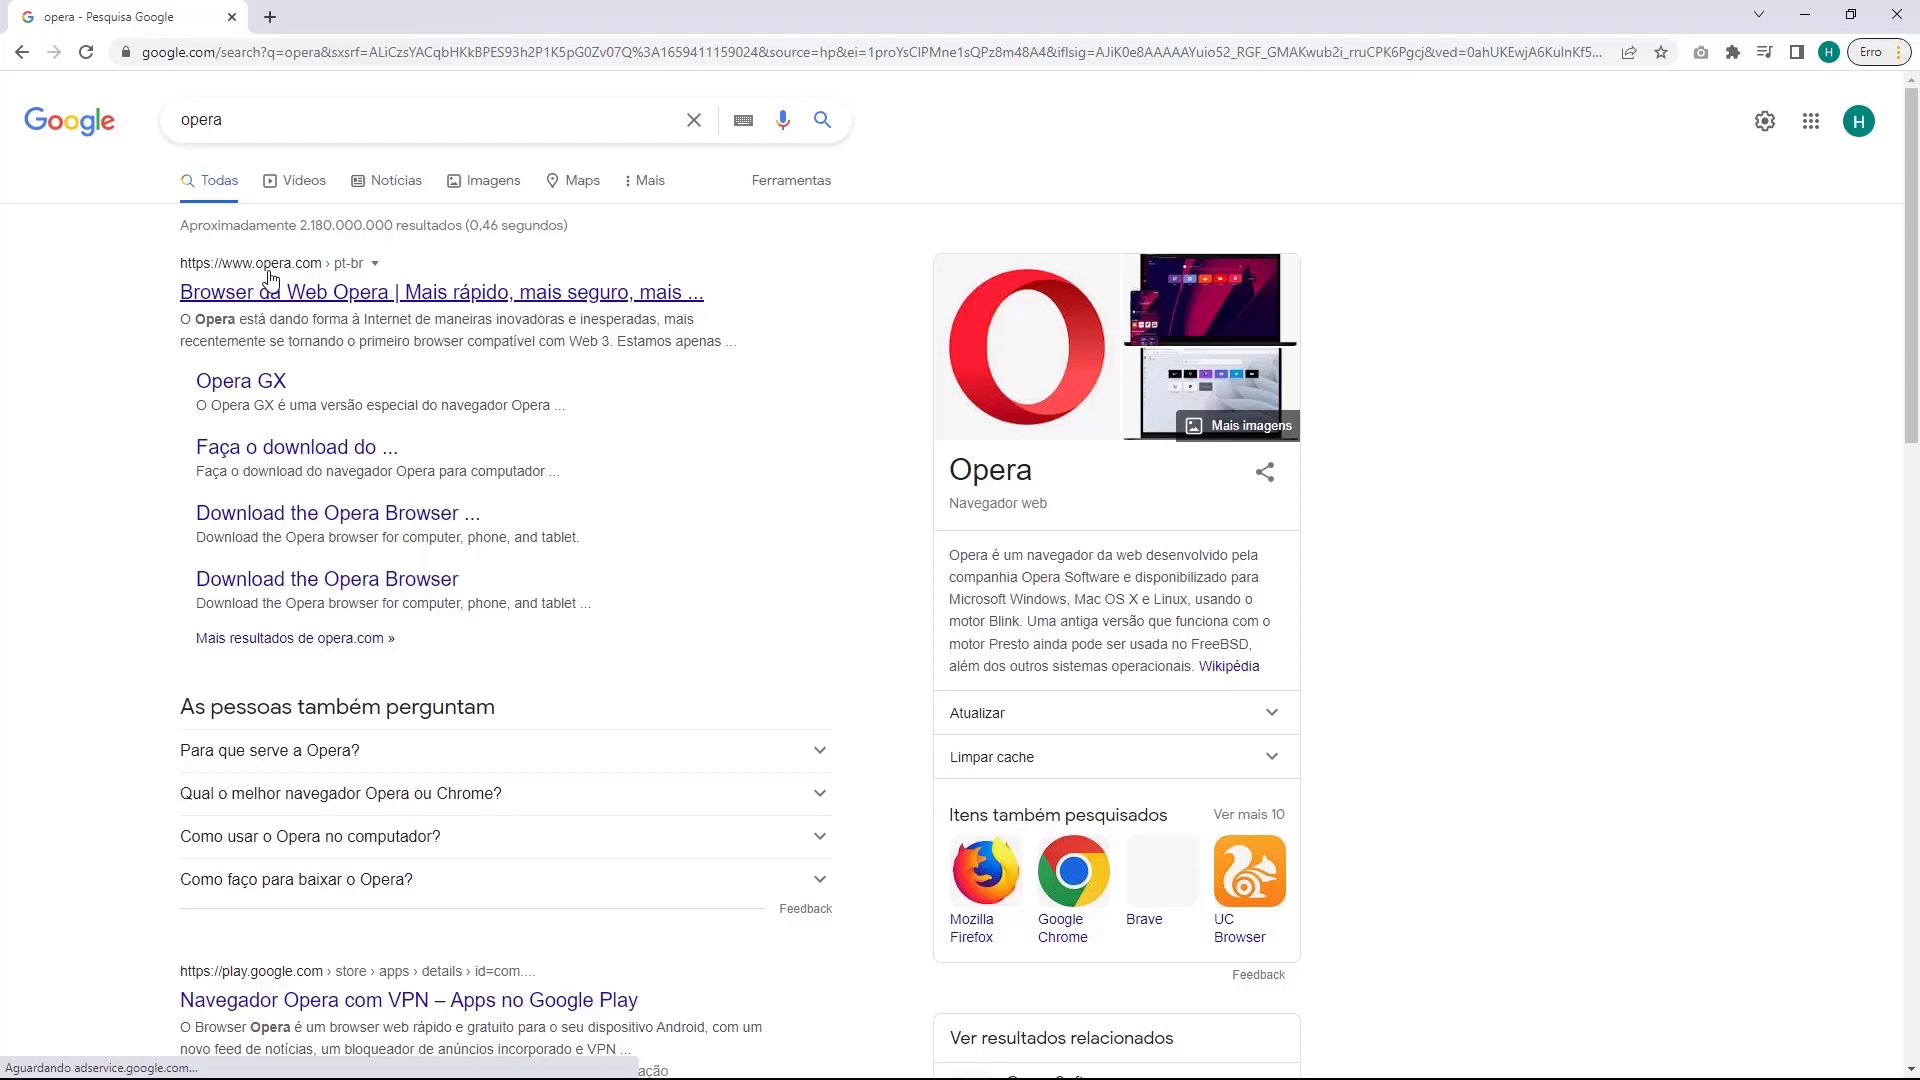 opera - Pesquisa Google
google.com/search?q=opera&sxsrf=ALiCzsYACqbHKkBPES93h2P1K5pG0Zv07Q%3A1659411159024&source=hp&ei=1proYsClPMne1sQPz8m48A4&iflsig=AJiK0e8AAAAAYuio52_RGF_GMAKwub2i_rruCPK6Pgcj&ved=0ahUKEwjA6KulnKf5...
H
Erro
Google
opera
H
Todas
Vídeos
Notícias
Imagens
Maps
Mais
Ferramentas
Aproximadamente 2.180.000.000 resultados (0,46 segundos)
https://www.opera.com › pt-br
Browser da Web Opera | Mais rápido, mais seguro, mais ...
O Opera está dando forma à Internet de maneiras inovadoras e inesperadas, mais
recentemente se tornando o primeiro browser compatível com Web 3. Estamos apenas ...
Opera GX
O Opera GX é uma versão especial do navegador Opera ...
Faça o download do ...
Faça o download do navegador Opera para computador ...
Download the Opera Browser ...
Download the Opera browser for computer, phone, and tablet.
Download the Opera Browser
Download the Opera browser for computer, phone, and tablet ...
Mais resultados de opera.com »
As pessoas também perguntam
Para que serve a Opera?
Qual o melhor navegador Opera ou Chrome?
Como usar o Opera no computador?
Como faço para baixar o Opera?
Feedback
https://play.google.com › store › apps › details › id=com....
Navegador Opera com VPN – Apps no Google Play
O Browser Opera é um browser web rápido e gratuito para o seu dispositivo Android, com um
novo feed de notícias, um bloqueador de anúncios incorporado e VPN ...
Aguardando adservice.google.com...
Mais imagens
Opera
Navegador web
Opera é um navegador da web desenvolvido pela
companhia Opera Software e disponibilizado para
Microsoft Windows, Mac OS X e Linux, usando o
motor Blink. Uma antiga versão que funciona com o
motor Presto ainda pode ser usada no FreeBSD,
além dos outros sistemas operacionais. Wikipédia
Atualizar
Limpar cache
Itens também pesquisados
Ver mais 10
Mozilla
Firefox
Google
Chrome
Brave
UC
Browser
Feedback
Ver resultados relacionados